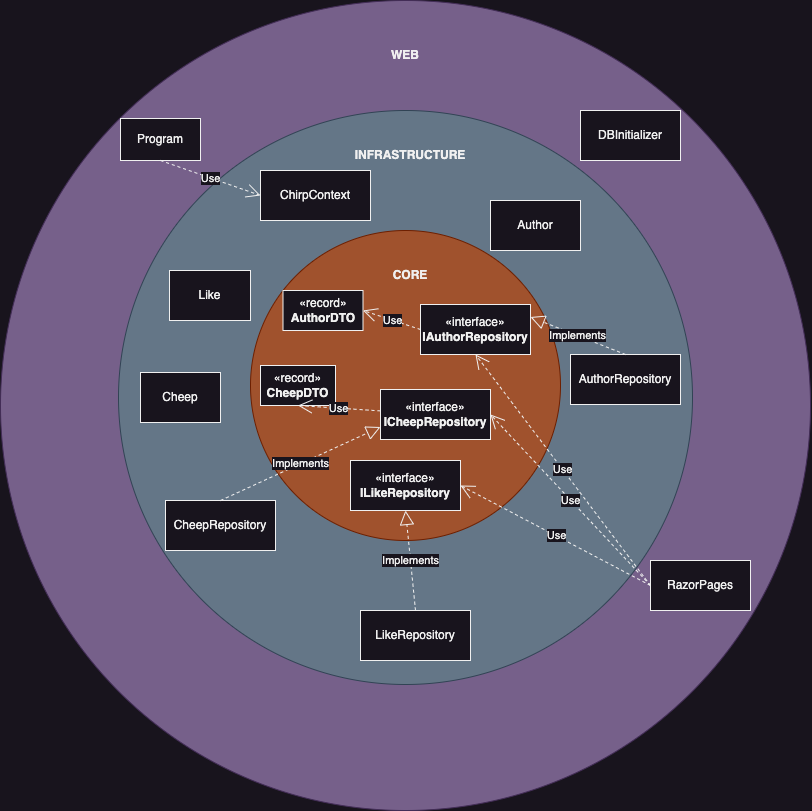 WEB
Program
DBInitializer
INFRASTRUCTURE
Use
ChirpContext
Author
CORE
Like
«record»
AuthorDTO
Use
«interface»
IAuthorRepository
Implements
AuthorRepository
«record»
CheepDTO
Use
Cheep
«interface»
ICheepRepository
Implements
«interface»
ILikeRepository
Use
Use
Use
CheepRepository
Implements
RazorPages
LikeRepository